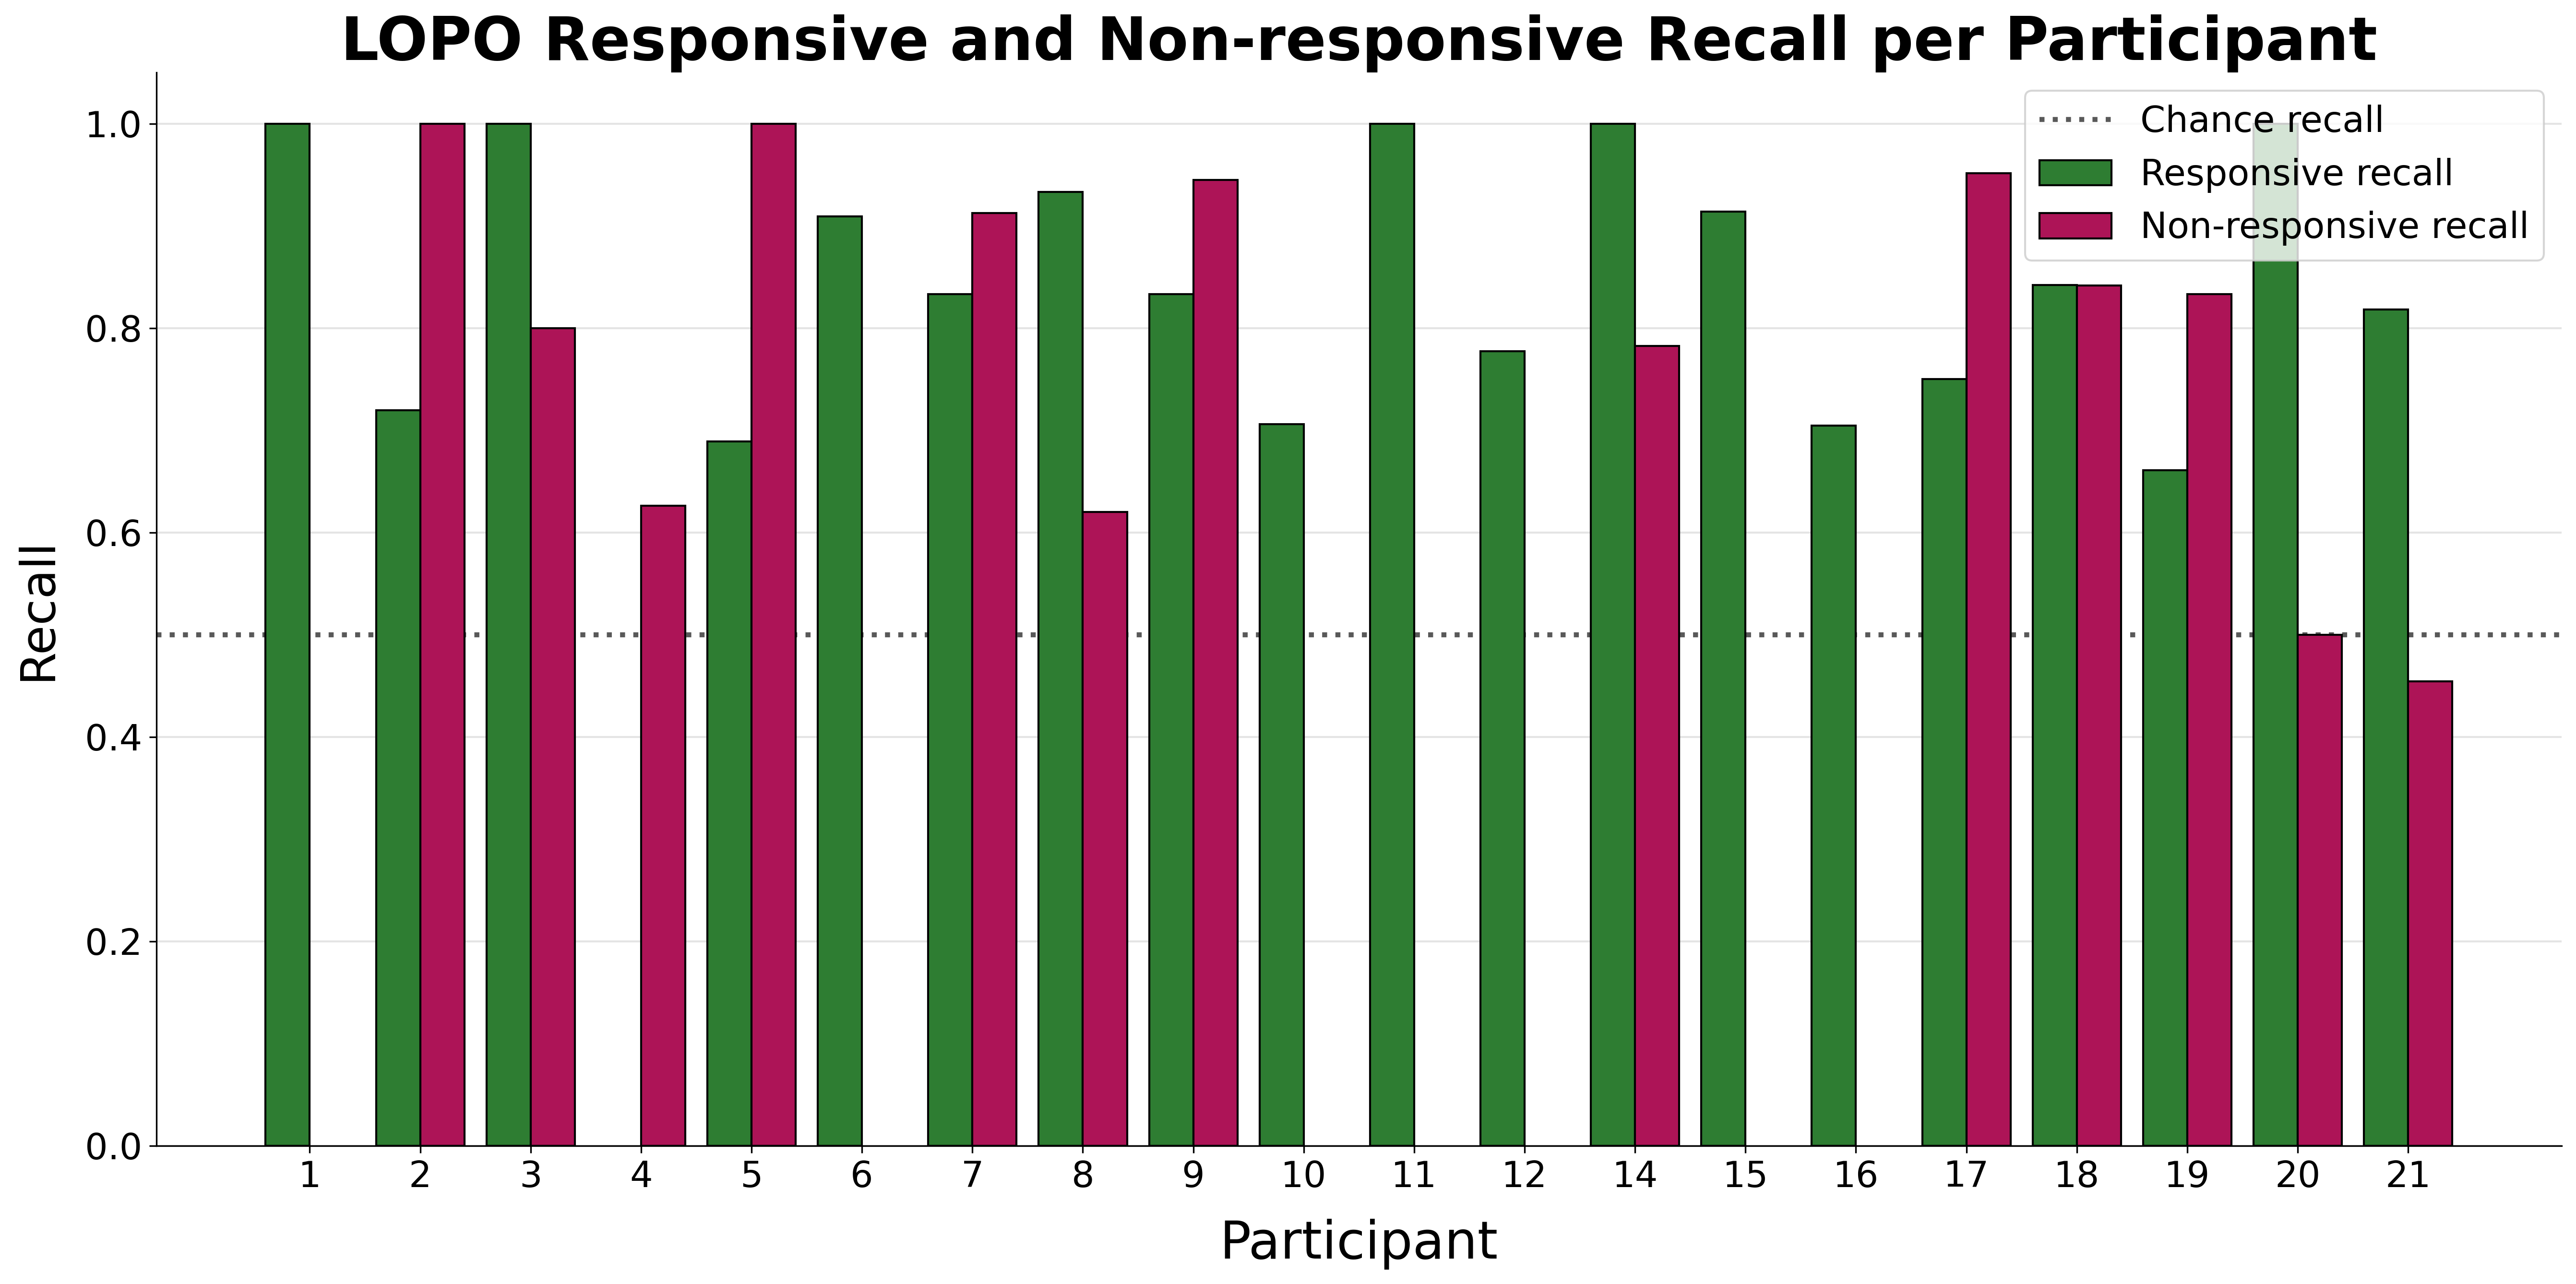 LOPO Responsive and Non-responsive Recall per Participant
Chance recall
Responsive recall
Non-responsive recall
Recall
1.0
0.8
0.6
0.4
0.2
0.0
1 2 3 4 5 6 7 8 9 10 11 12 14 15 16 17 18 19 20 21
Participant